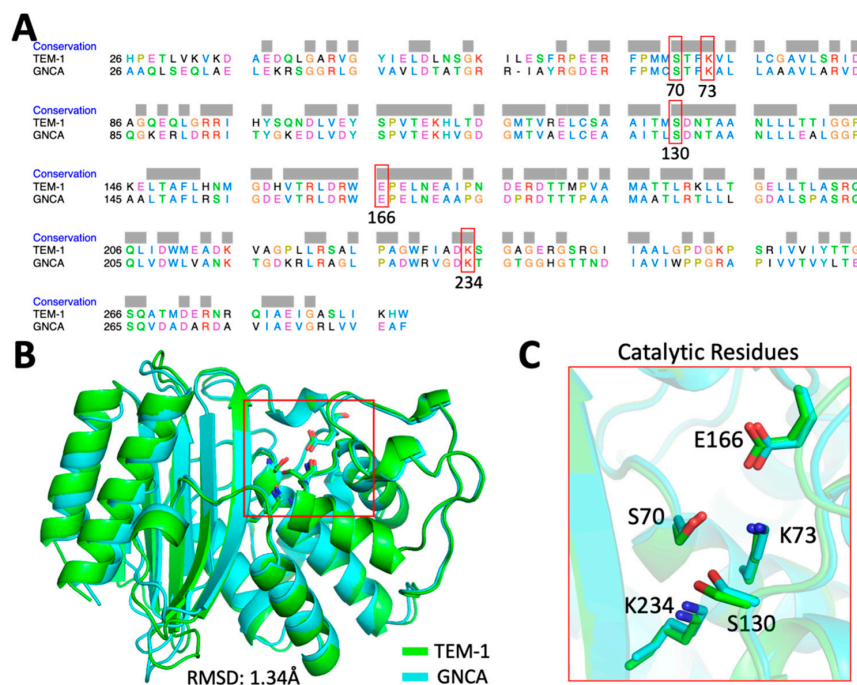 A
Conservation
TEM-1 26 HPETLVKVKD AEDQLGARVG YIELDLNSGK ILESFRPEER FPMMSTFKVL LCGAVLSRID
GNCA 26 AAQLSEQLAE LEKRSGGRLG VAVLDTATGR R-IAYRGDER FPMCSTFKAL LAAAVLARVD
70 73
Conservation
TEM-1 86 AGQEQLGRRI HYSQNDLVEY SPVTEKHLTD GMTVRELCSA AITMSDNTAA NLLLTTIGGP
GNCA 85 QGKERLDRRI TYGKEDLVDY SPVTEKHVGD GMTVAELCEA AITLSDNTAA NLLLEALGGP
130
Conservation
TEM-1 146 KELTAFLHNM GDHVTRLDRW EPELNEAIPN DERDTTMPVA MAATTLRKLLT GELLTLASRQ
GNCA 145 AALTAFLRSI GDEVTRLDRW EPELNEAAPG DPRDTTTPAA MAATLRTLLL GDALSPASRQ
166
Conservation
TEM-1 206 QLIDWMEADK VAGPLLRSAL PAGWFIADKS GAGERGSRGI IAALGPDGKP SRIVVIYTTG
GNCA 205 QLVDWLVANK TGDKRLRAGL PADWRVGDKT GTGGHGTTND IAVIWPPGRA PIVVTVYLTE
234
Conservation
TEM-1 266 SQATMDERNR QIAEIGASLI KHW
GNCA 265 SQVDADARDA VIAEIGRLVV EAF
B
RMSD: 1.34Å
TEM-1
GNCA
C
Catalytic Residues
E166
S70
K73
K234
S130